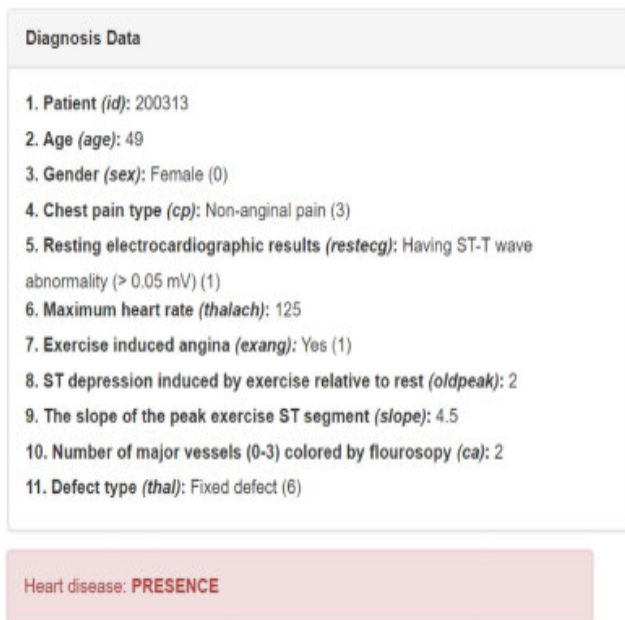 Diagnosis Data
1. Patient (id): 200313
2. Age (age): 49
3. Gender (sex): Female (0)
4. Chest pain type (cp): Non-anginal pain (3)
5. Resting electrocardiographic results (restecg): Having ST-T wave
abnormality (> 0.05 mV) (1)
6. Maximum heart rate (thalach): 125
7. Exercise induced angina (exang): Yes (1)
8. ST depression induced by exercise relative to rest (oldpeak): 2
9. The slope of the peak exercise ST segment (slope): 4.5
10. Number of major vessels (0-3) colored by flourosopy (ca): 2
11. Defect type (thal): Fixed defect (6)
Heart disease: PRESENCE